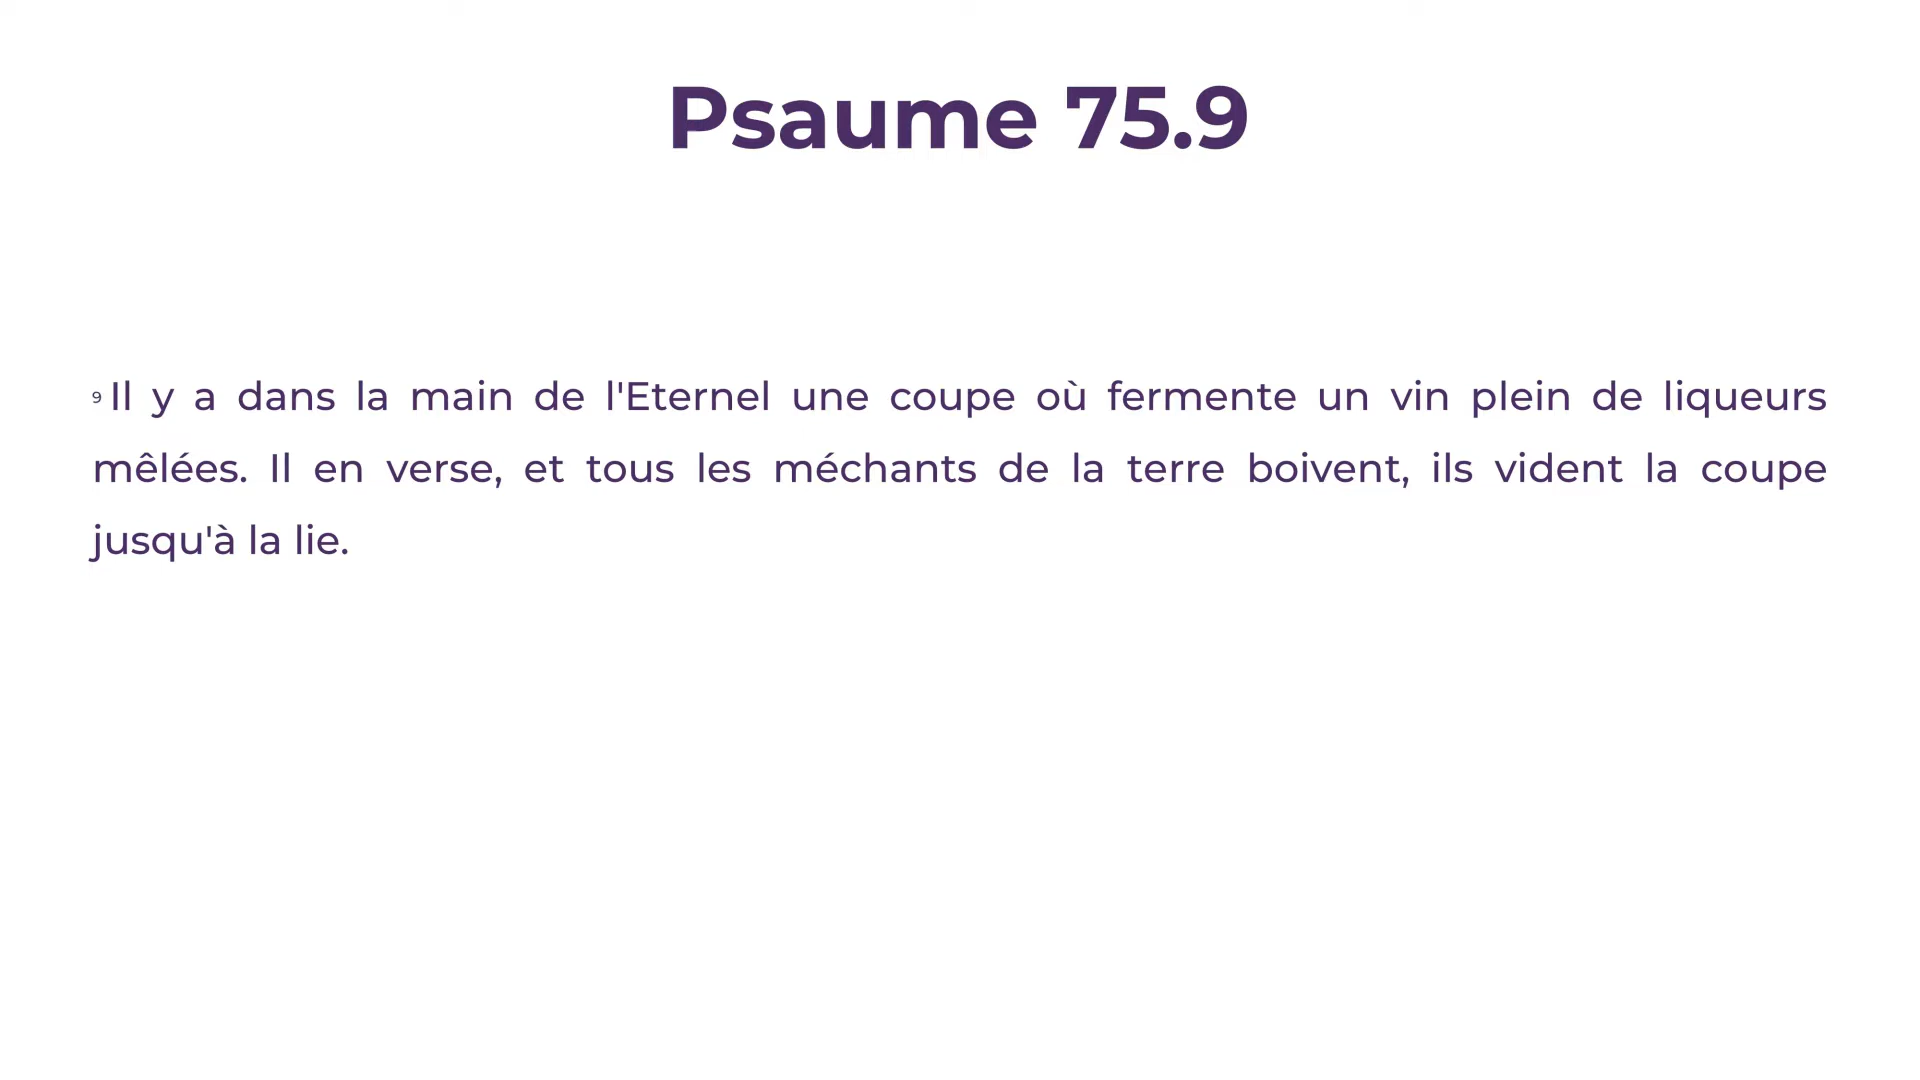 Psaume 75.9
9 Il y a dans la main de l'Eternel une coupe où fermente un vin plein de liqueurs
mêlées. Il en verse, et tous les méchants de la terre boivent, ils vident la coupe
jusqu'à la lie.